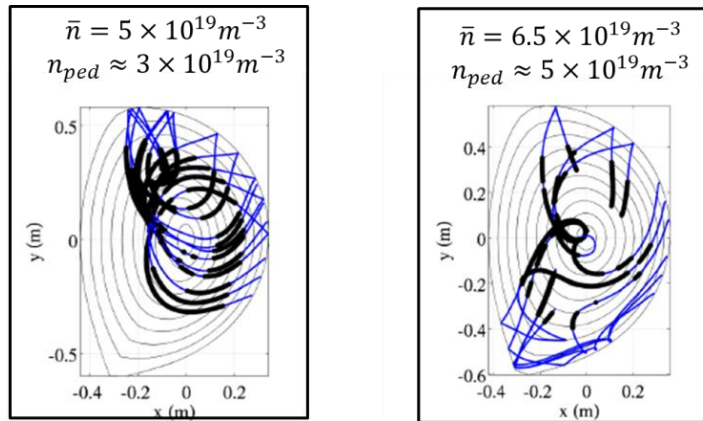 n̄ = 5 × 10¹⁹m⁻³
n_ped ≈ 3 × 10¹⁹m⁻³
0.5
0
-0.5
y (m)
-0.4 -0.2 0 0.2
x (m)
n̄ = 6.5 × 10¹⁹m⁻³
n_ped ≈ 5 × 10¹⁹m⁻³
0.4
0.2
0
-0.2
-0.4
-0.6
y (m)
-0.4 -0.2 0 0.2
x (m)